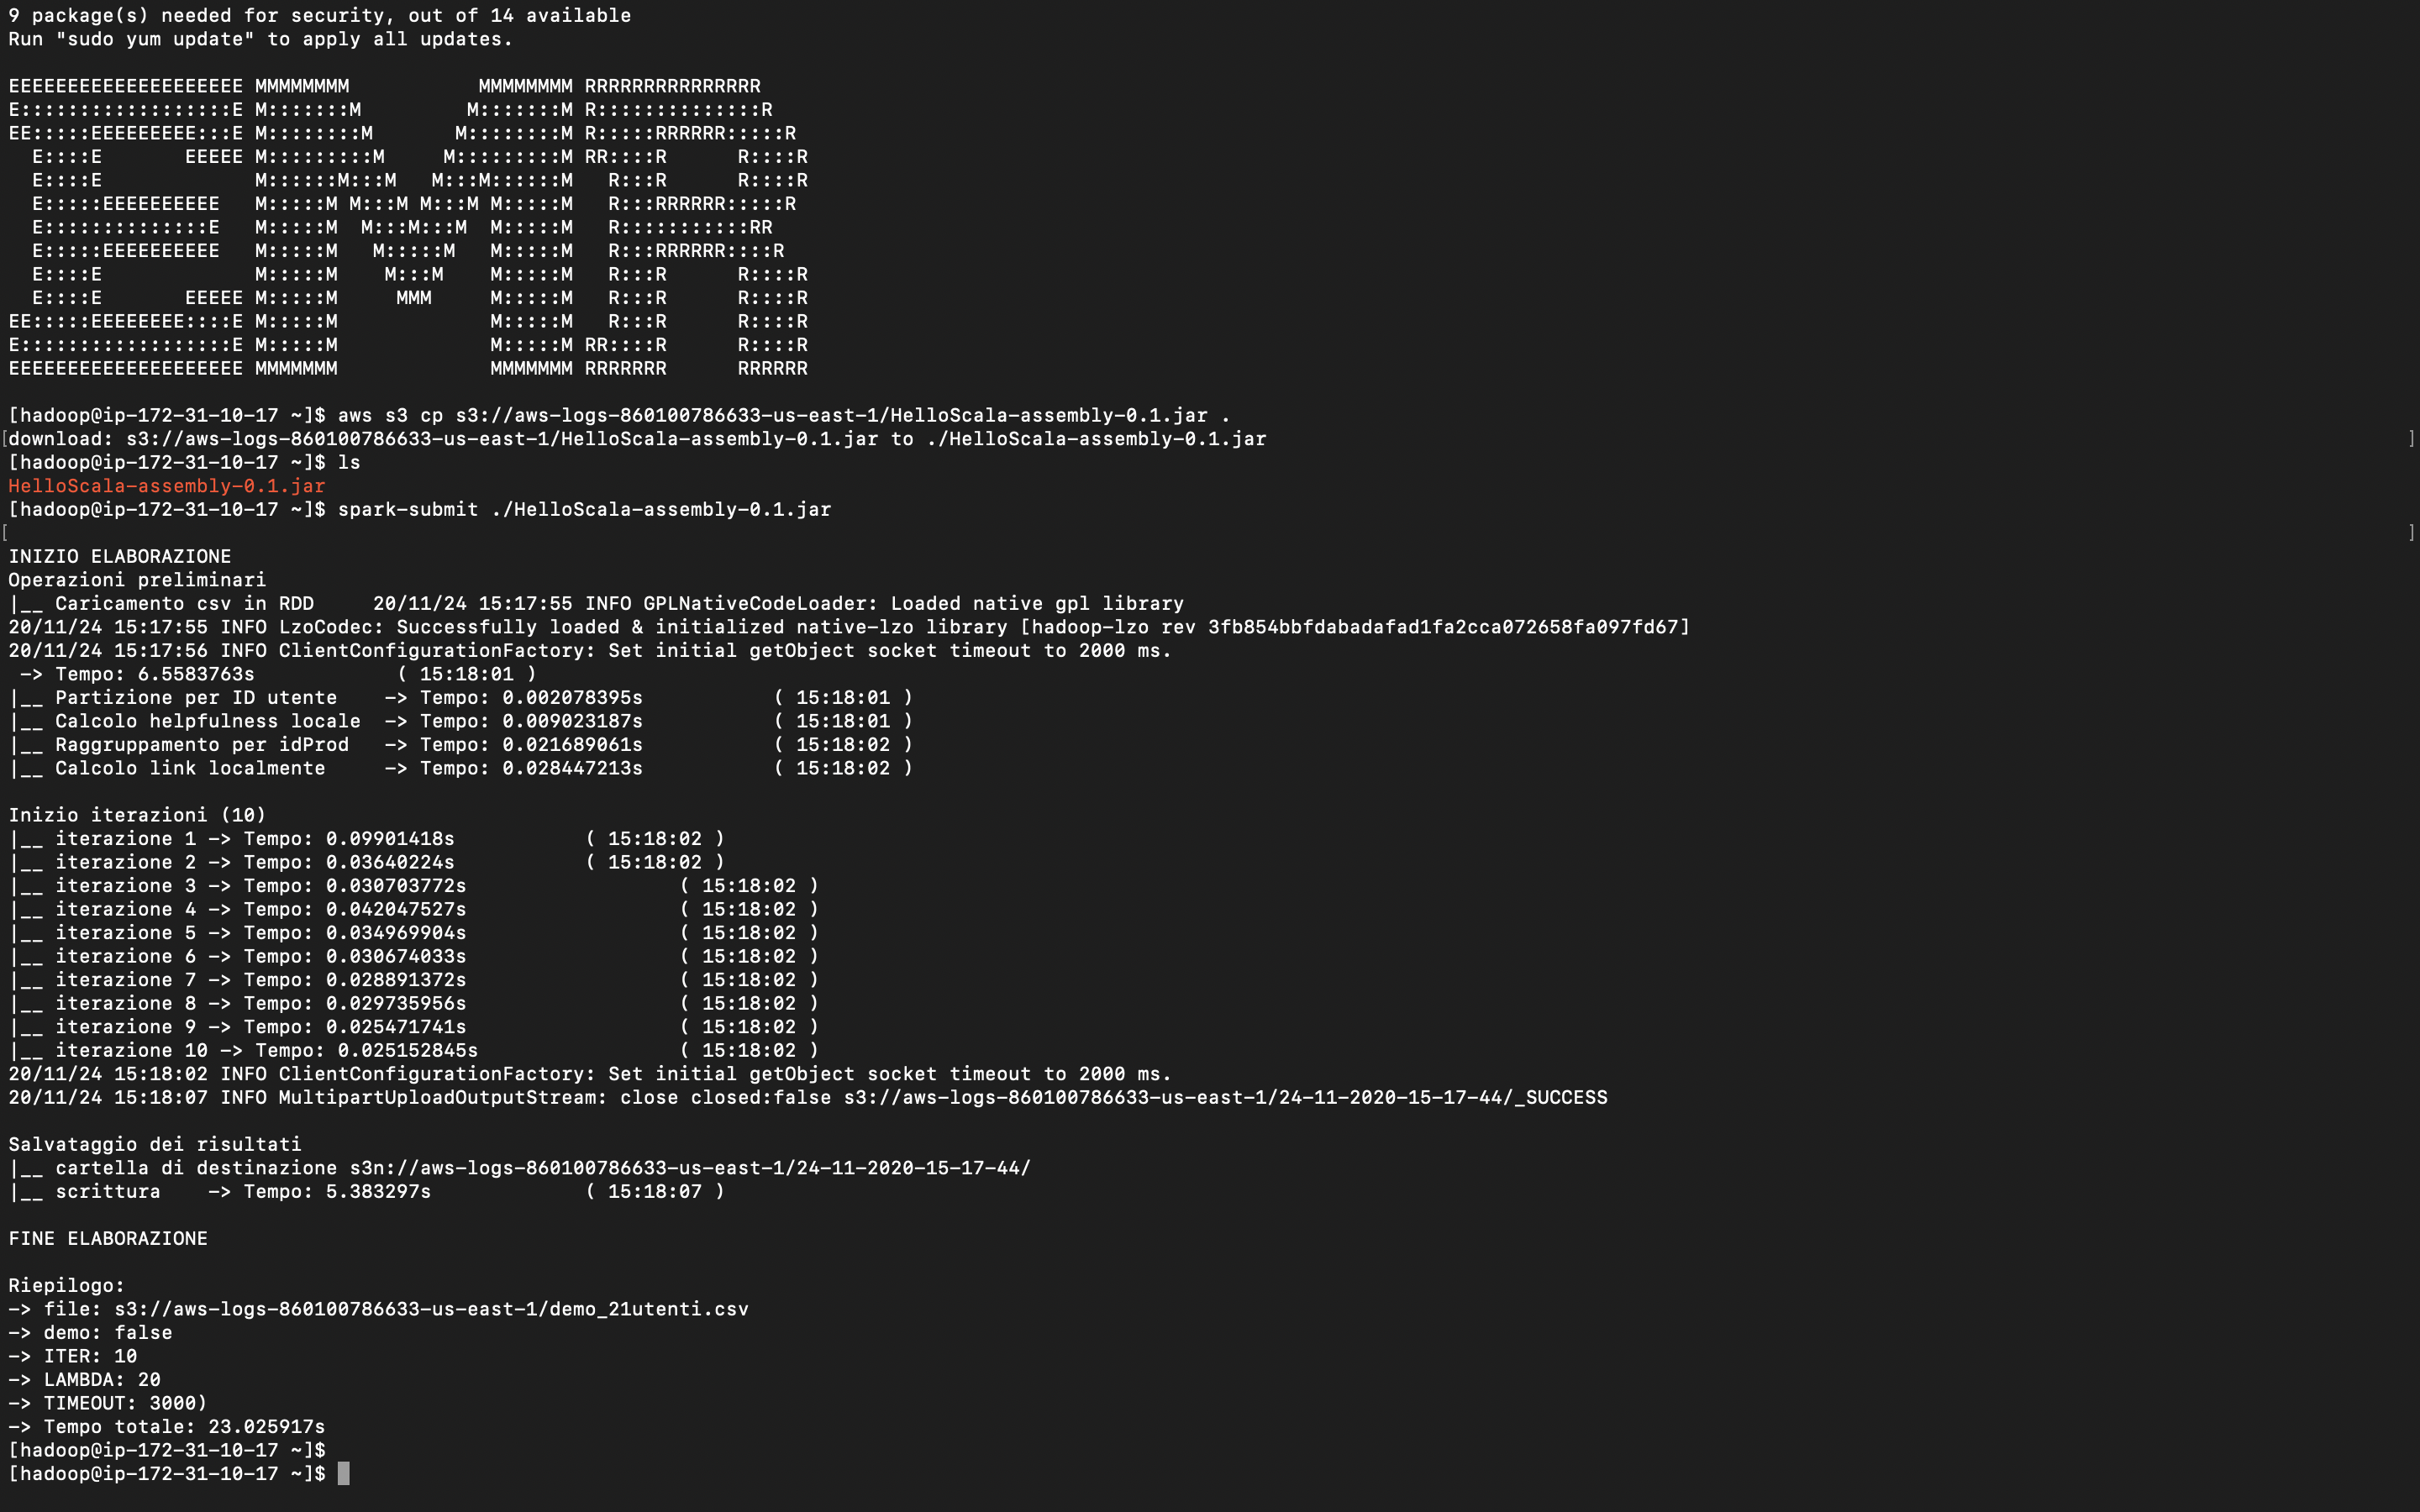 9 package(s) needed for security, out of 14 available
Run "sudo yum update" to apply all updates.

EEEEEEEEEEEEEEEEEEEE MMMMMMMM           MMMMMMMM RRRRRRRRRRRRRRR
E::::::::::::::::::E M:::::::M         M:::::::M R::::::::::::::R
EE:::::EEEEEEEEE:::E M::::::::M       M::::::::M R:::::RRRRRR:::::R
  E::::E       EEEEE M:::::::::M     M:::::::::M RR::::R      R::::R
  E::::E             M::::::M:::M   M:::M::::::M   R:::R      R::::R
  E:::::EEEEEEEEEE   M:::::M M:::M M:::M M:::::M   R:::RRRRRR:::::R
  E::::::::::::::E   M:::::M  M:::M:::M  M:::::M   R:::::::::::RR
  E:::::EEEEEEEEEE   M:::::M   M:::::M   M:::::M   R:::RRRRRR::::R
  E::::E             M:::::M    M:::M    M:::::M   R:::R      R::::R
  E::::E       EEEEE M:::::M     MMM     M:::::M   R:::R      R::::R
EE:::::EEEEEEEE::::E M:::::M             M:::::M   R:::R      R::::R
E::::::::::::::::::E M:::::M             M:::::M RR::::R      R::::R
EEEEEEEEEEEEEEEEEEEE MMMMMMM             MMMMMMM RRRRRRR      RRRRRR

[hadoop@ip-172-31-10-17 ~]$ aws s3 cp s3://aws-logs-860100786633-us-east-1/HelloScala-assembly-0.1.jar .
[download: s3://aws-logs-860100786633-us-east-1/HelloScala-assembly-0.1.jar to ./HelloScala-assembly-0.1.jar ]
[hadoop@ip-172-31-10-17 ~]$ ls
HelloScala-assembly-0.1.jar
[hadoop@ip-172-31-10-17 ~]$ spark-submit ./HelloScala-assembly-0.1.jar
[ ]
INIZIO ELABORAZIONE
Operazioni preliminari
|__ Caricamento csv in RDD     20/11/24 15:17:55 INFO GPLNativeCodeLoader: Loaded native gpl library
20/11/24 15:17:55 INFO LzoCodec: Successfully loaded & initialized native-lzo library [hadoop-lzo rev 3fb854bbfdabadafad1fa2cca072658fa097fd67]
20/11/24 15:17:56 INFO ClientConfigurationFactory: Set initial getObject socket timeout to 2000 ms.
 -> Tempo: 6.5583763s            ( 15:18:01 )
|__ Partizione per ID utente    -> Tempo: 0.002078395s           ( 15:18:01 )
|__ Calcolo helpfulness locale  -> Tempo: 0.009023187s           ( 15:18:01 )
|__ Raggruppamento per idProd   -> Tempo: 0.021689061s           ( 15:18:02 )
|__ Calcolo link localmente     -> Tempo: 0.028447213s           ( 15:18:02 )

Inizio iterazioni (10)
|__ iterazione 1 -> Tempo: 0.09901418s           ( 15:18:02 )
|__ iterazione 2 -> Tempo: 0.03640224s           ( 15:18:02 )
|__ iterazione 3 -> Tempo: 0.030703772s                  ( 15:18:02 )
|__ iterazione 4 -> Tempo: 0.042047527s                  ( 15:18:02 )
|__ iterazione 5 -> Tempo: 0.034969904s                  ( 15:18:02 )
|__ iterazione 6 -> Tempo: 0.030674033s                  ( 15:18:02 )
|__ iterazione 7 -> Tempo: 0.028891372s                  ( 15:18:02 )
|__ iterazione 8 -> Tempo: 0.029735956s                  ( 15:18:02 )
|__ iterazione 9 -> Tempo: 0.025471741s                  ( 15:18:02 )
|__ iterazione 10 -> Tempo: 0.025152845s                 ( 15:18:02 )
20/11/24 15:18:02 INFO ClientConfigurationFactory: Set initial getObject socket timeout to 2000 ms.
20/11/24 15:18:07 INFO MultipartUploadOutputStream: close closed:false s3://aws-logs-860100786633-us-east-1/24-11-2020-15-17-44/_SUCCESS

Salvataggio dei risultati
|__ cartella di destinazione s3n://aws-logs-860100786633-us-east-1/24-11-2020-15-17-44/
|__ scrittura    -> Tempo: 5.383297s             ( 15:18:07 )

FINE ELABORAZIONE

Riepilogo:
-> file: s3://aws-logs-860100786633-us-east-1/demo_21utenti.csv
-> demo: false
-> ITER: 10
-> LAMBDA: 20
-> TIMEOUT: 3000)
-> Tempo totale: 23.025917s
[hadoop@ip-172-31-10-17 ~]$
[hadoop@ip-172-31-10-17 ~]$